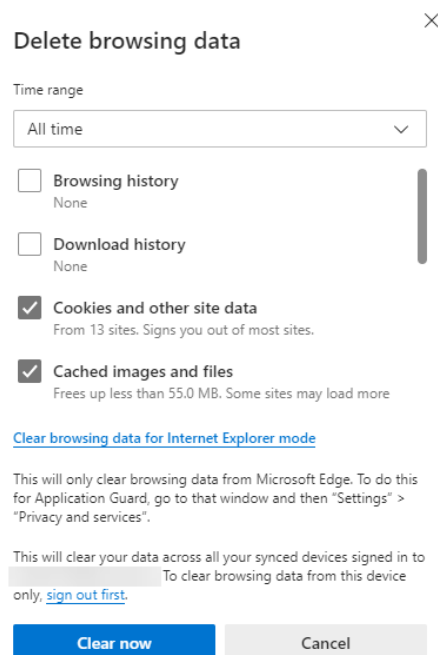 Delete browsing data
Time range
All time
Browsing history
None
Download history
None
Cookies and other site data
From 13 sites. Signs you out of most sites.
Cached images and files
Frees up less than 55.0 MB. Some sites may load more
Clear browsing data for Internet Explorer mode
This will only clear browsing data from Microsoft Edge. To do this
for Application Guard, go to that window and then “Settings” >
“Privacy and services”.
This will clear your data across all your synced devices signed in to
To clear browsing data from this device
only, sign out first.
Clear now
Cancel